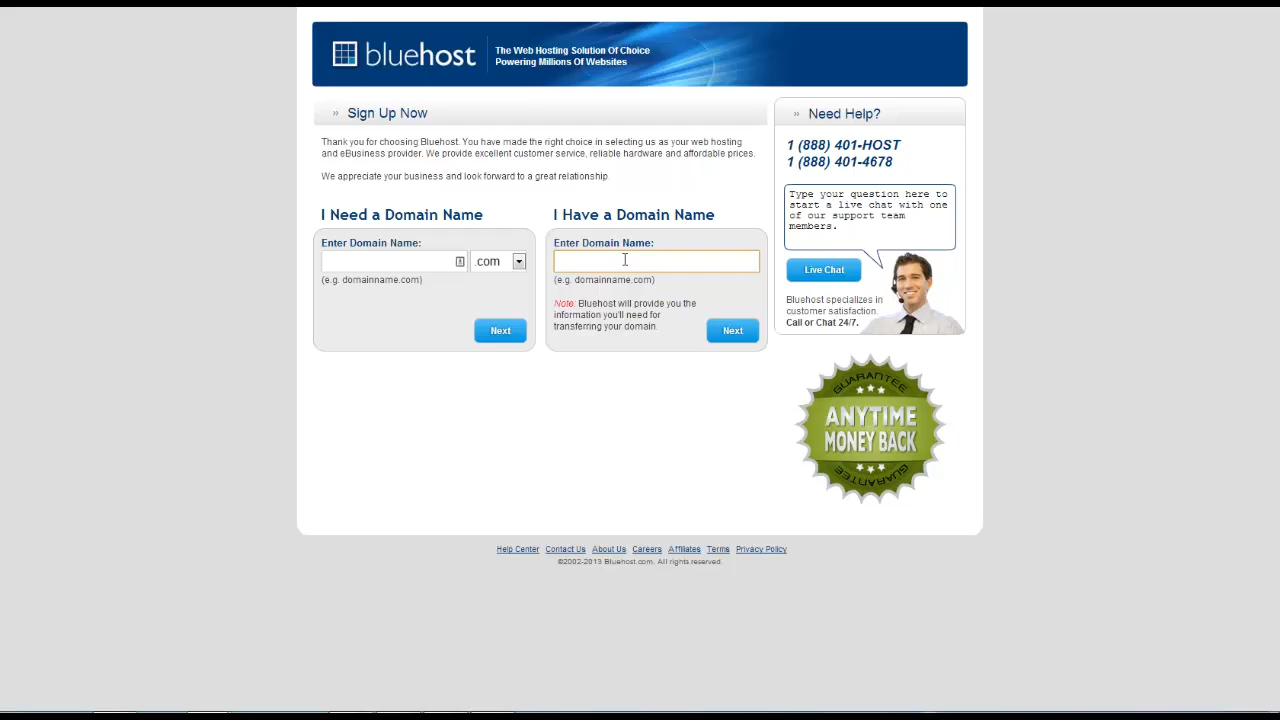 bluehost
The Web Hosting Solution Of Choice
Powering Millions Of Websites
» Sign Up Now
Thank you for choosing Bluehost. You have made the right choice in selecting us as your web hosting
and eBusiness provider. We provide excellent customer service, reliable hardware and affordable prices.
We appreciate your business and look forward to a great relationship.
I Need a Domain Name
Enter Domain Name:
.com
(e.g. domainname.com)
Next
I Have a Domain Name
Enter Domain Name:
(e.g. domainname.com)
Note: Bluehost will provide you the
information you'll need for
transferring your domain.
Next
» Need Help?
1 (888) 401-HOST
1 (888) 401-4678
Type your question here to
start a live chat with one
of our support team
members.
Live Chat
Bluehost specializes in
customer satisfaction.
Call or Chat 24/7.
GUARANTEE
ANYTIME
MONEY BACK
GUARANTEE
Help Center Contact Us About Us Careers Affiliates Terms Privacy Policy
©2002-2013 Bluehost.com. All rights reserved.